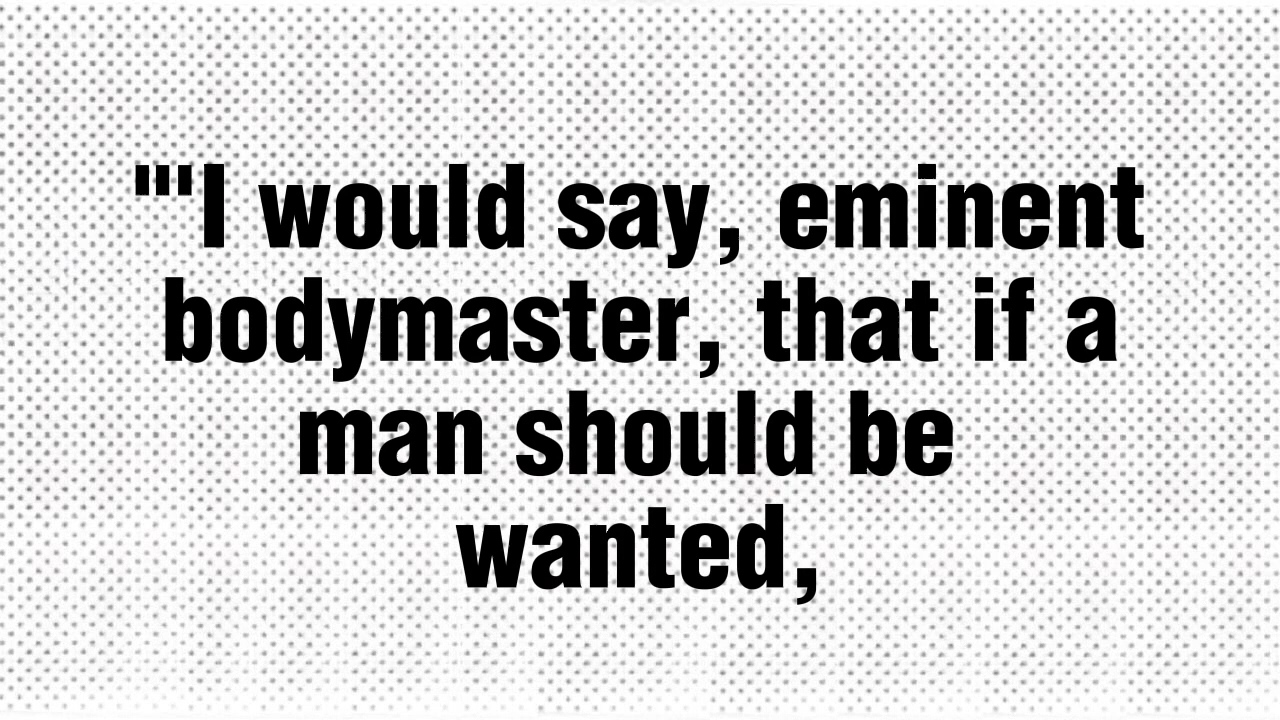 "'I would say, eminent
bodymaster, that if a
man should be
wanted,